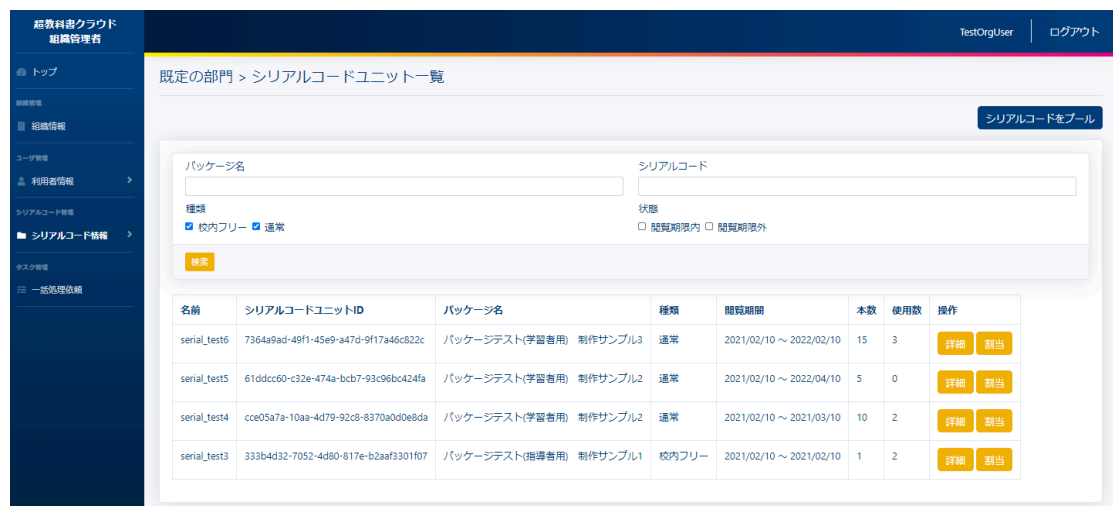 超教科書クラウド
組織管理者
TestOrgUser
ログアウト
トップ
組織管理
組織情報
ユーザ管理
利用者情報
シリアルコード管理
シリアルコード情報
タスク管理
一括処理依頼
既定の部門 > シリアルコードユニット一覧
シリアルコードをプール
パッケージ名 シリアルコード
種類 状態
校内フリー 通常 閲覧期限内 閲覧期限外
検索
名前 シリアルコードユニットID パッケージ名 種類 閲覧期間 本数 使用数 操作
serial_test6 7364a9ad-49f1-45e9-a47d-9f17a46c822c パッケージテスト(学習者用) 制作サンプル3 通常 2021/02/10 ～ 2022/02/10 15 3 詳細 割当
serial_test5 61ddcc60-c32e-474a-bcb7-93c96bc424fa パッケージテスト(学習者用) 制作サンプル2 通常 2021/02/10 ～ 2022/04/10 5 0 詳細 割当
serial_test4 cce05a7a-10aa-4d79-92c8-8370a0d0e8da パッケージテスト(学習者用) 制作サンプル2 通常 2021/02/10 ～ 2021/03/10 10 2 詳細 割当
serial_test3 333b4d32-7052-4d80-817e-b2aaf3301f07 パッケージテスト(指導者用) 制作サンプル1 校内フリー 2021/02/10 ～ 2021/02/10 1 2 詳細 割当